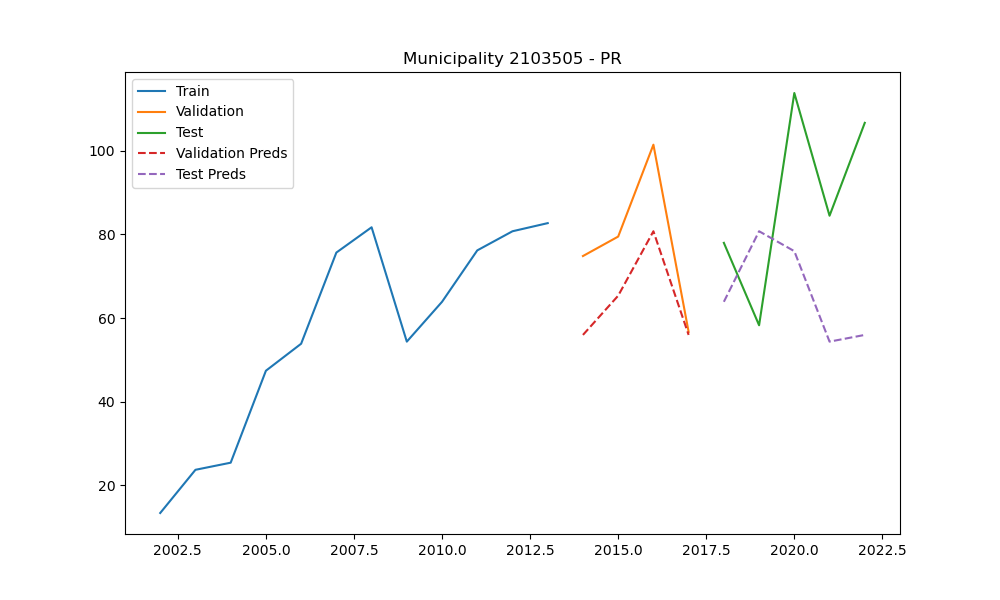 Municipality 2103505 - PR
Train
Validation
Test
Validation Preds
Test Preds
100
80
60
40
20
2002.5 2005.0 2007.5 2010.0 2012.5 2015.0 2017.5 2020.0 2022.5